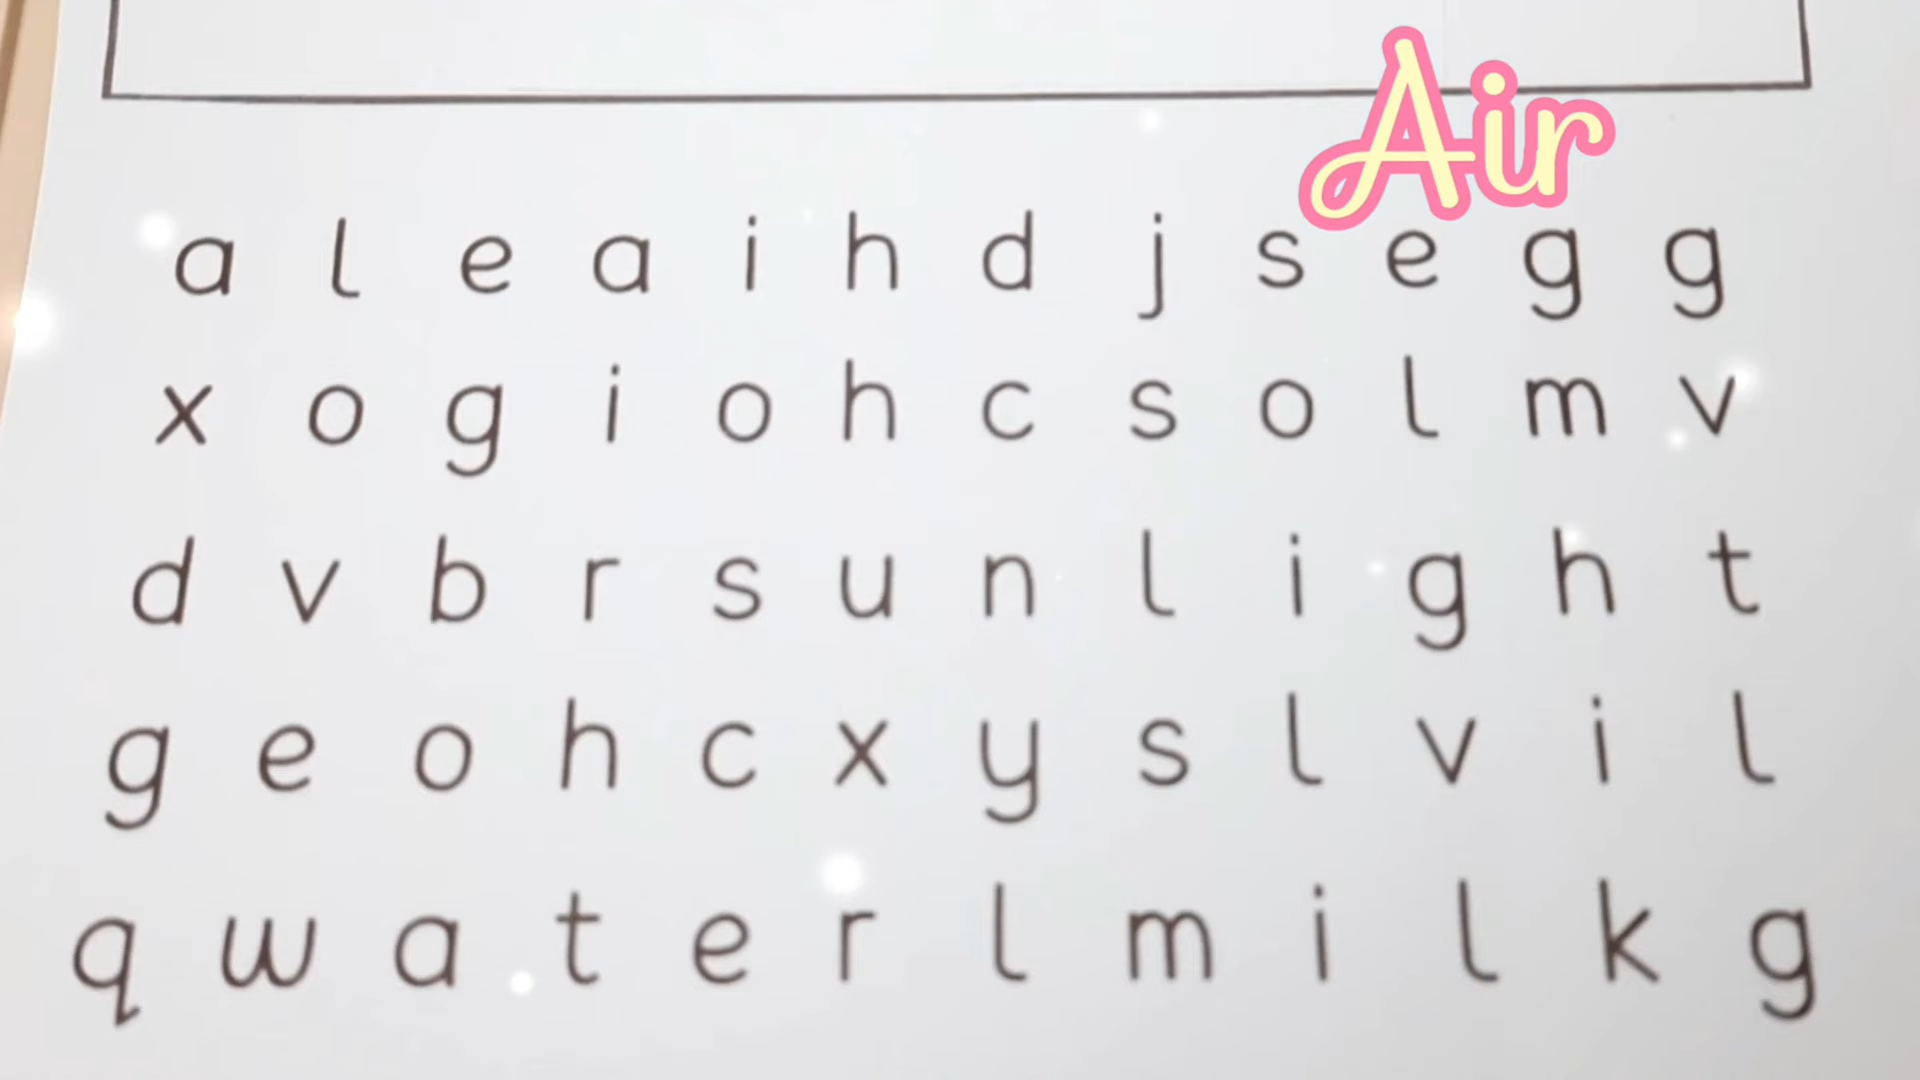 Air
a l e a i h d j s e g g
x o g i o h c s o l m v
d v b r s u n l i g h t
g e o h c x y s l v i l
q w a t e r l m i l k g